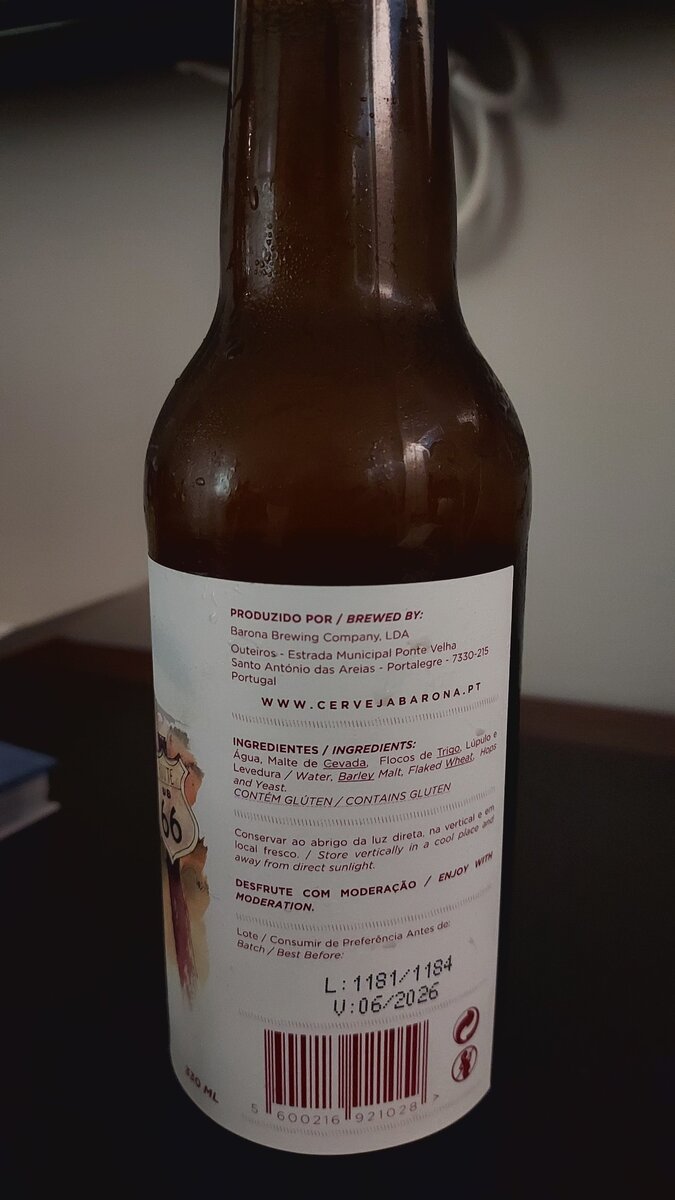 PRODUZIDO POR / BREWED BY:
Barona Brewing Company, LDA
Outeiros - Estrada Municipal Ponte Velha
Santo António das Areias - Portalegre - 7330-215
Portugal
WWW.CERVEJABARONA.PT
INGREDIENTES / INGREDIENTS:
Água, Malte de Cevada, Flocos de Trigo, Lúpulo e
Levedura / Water, Barley Malt, Flaked Wheat, Hops
and Yeast.
CONTÉM GLÚTEN / CONTAINS GLUTEN
Conservar ao abrigo da luz direta, na vertical e em
local fresco. / Store vertically in a cool place and
away from direct sunlight.
DESFRUTE COM MODERAÇÃO / ENJOY WITH
MODERATION.
Lote / Consumir de Preferência Antes de:
Batch / Best Before:
L:1181/1184
V:06/2026
5 600216 921028 >
66
330 ML